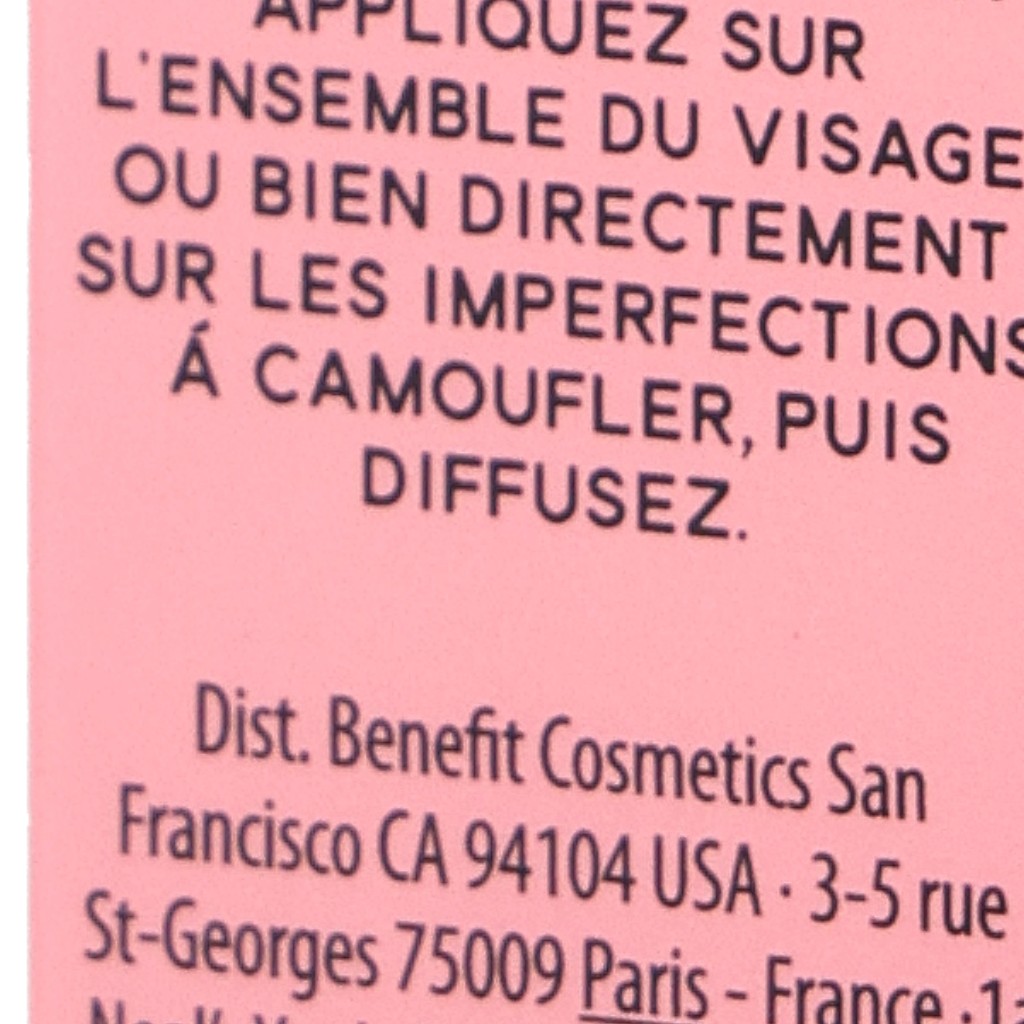 APPLIQUEZ SUR
L'ENSEMBLE DU VISAGE
OU BIEN DIRECTEMENT
SUR LES IMPERFECTIONS
Á CAMOUFLER, PUIS
DIFFUSEZ.
Dist. Benefit Cosmetics San
Francisco CA 94104 USA · 3-5 rue
St-Georges 75009 Paris - France ·